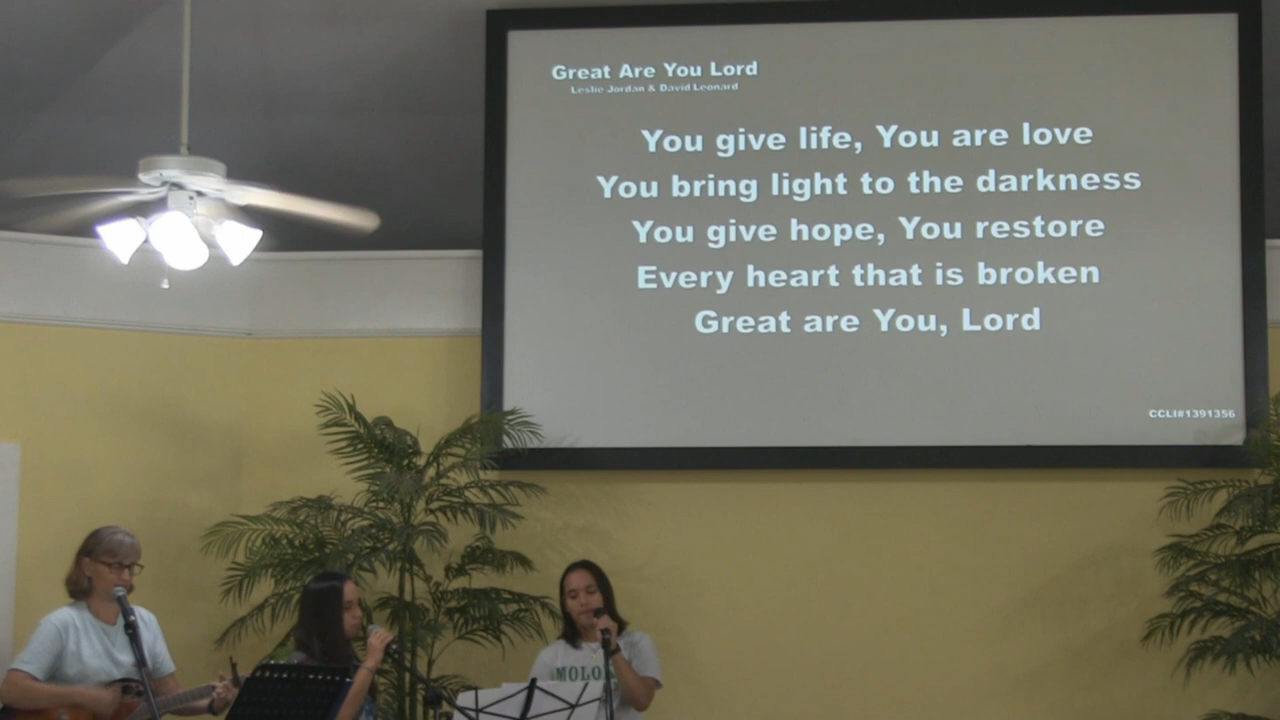 Great Are You Lord
Leslie Jordan & David Leonard
You give life, You are love
You bring light to the darkness
You give hope, You restore
Every heart that is broken
Great are You, Lord
CCLI#1391356